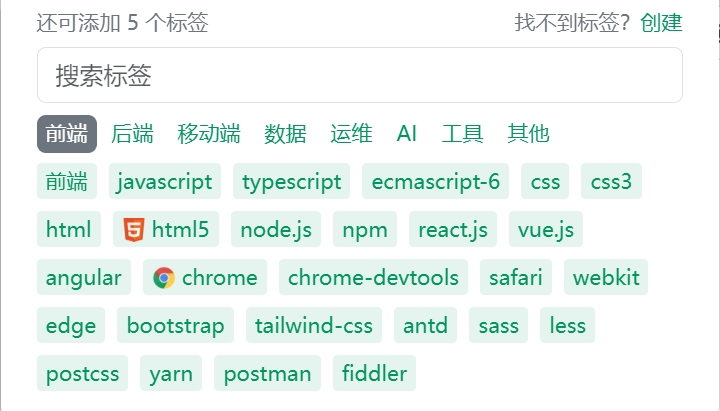 还可添加 5 个标签 找不到标签？创建
搜索标签
前端 后端 移动端 数据 运维 AI 工具 其他
前端 javascript typescript ecmascript-6 css css3
html html5 node.js npm react.js vue.js
angular chrome chrome-devtools safari webkit
edge bootstrap tailwind-css antd sass less
postcss yarn postman fiddler